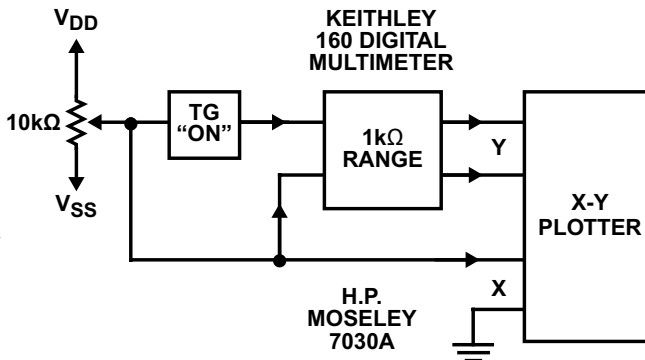 VDD
10kΩ
VSS
TG
“ON”
KEITHLEY
160 DIGITAL
MULTIMETER
1kΩ
RANGE
Y
X-Y
PLOTTER
X
H.P.
MOSELEY
7030A